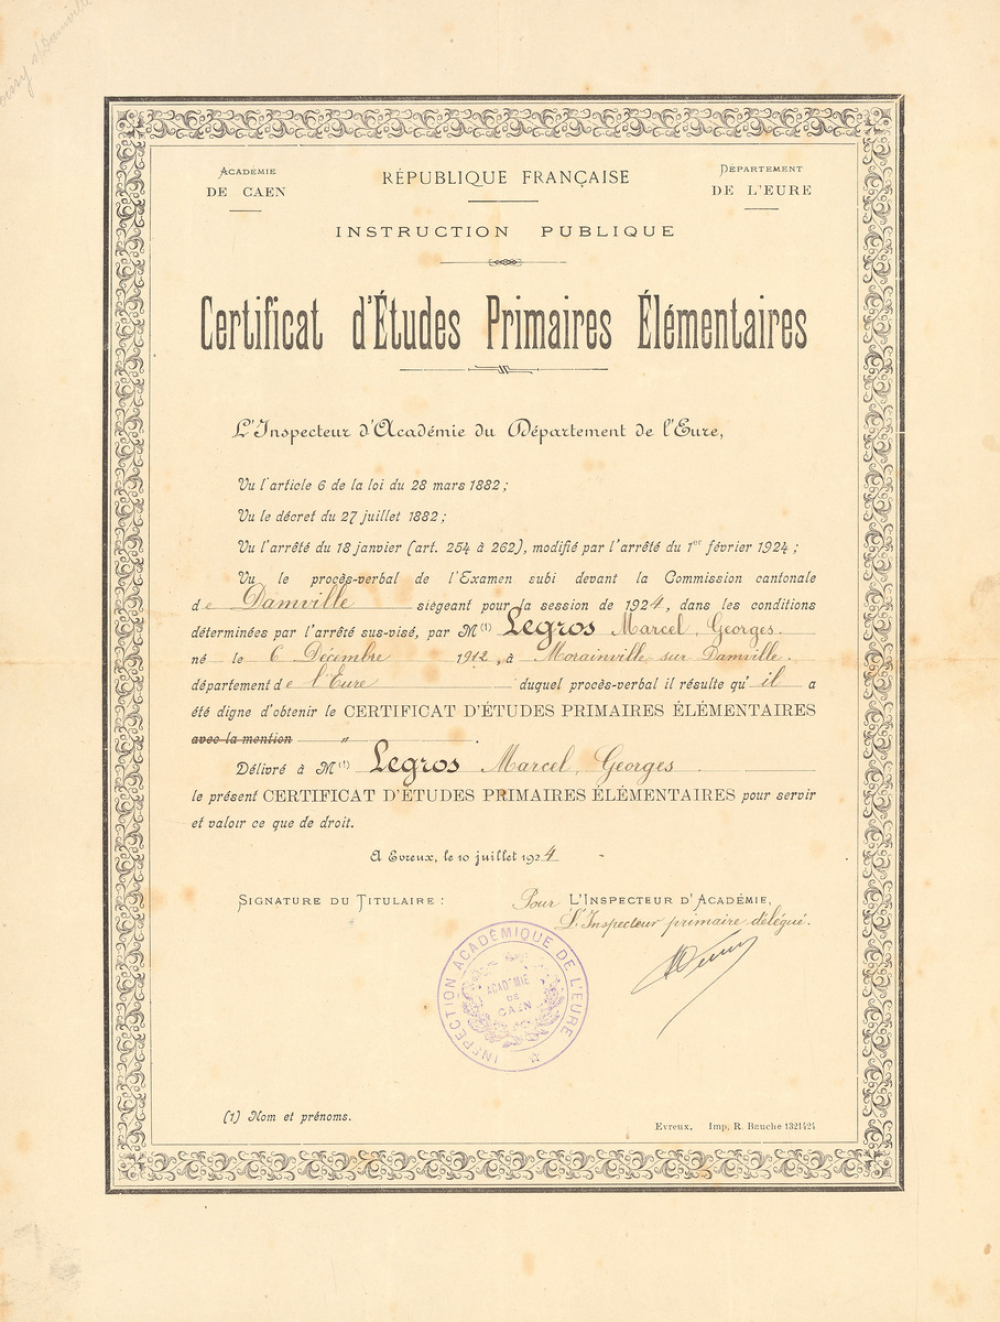 s/Damville
ACADÉMIE
DE CAEN
RÉPUBLIQUE FRANÇAISE
DÉPARTEMENT
DE L'EURE
INSTRUCTION PUBLIQUE
Certificat d'Études Primaires Élémentaires
L'Inspecteur d'Académie du Département de l'Eure,
Vu l'article 6 de la loi du 28 mars 1882 ;
Vu le décret du 27 juillet 1882 ;
Vu l'arrêté du 18 janvier (art. 254 à 262), modifié par l'arrêté du 1er février 1924 ;
Vu le procès-verbal de l'Examen subi devant la Commission cantonale
de Damville siégeant pour la session de 1924, dans les conditions
déterminées par l'arrêté sus-visé, par M(1) Legros Marcel, Georges.
né le 6 Décembre 1912, à Morainville sur Damville.
département de l'Eure duquel procès-verbal il résulte qu'il a
été digne d'obtenir le CERTIFICAT D'ÉTUDES PRIMAIRES ÉLÉMENTAIRES
avec la mention " .
Délivré à M(1) Legros Marcel, Georges
le présent CERTIFICAT D'ÉTUDES PRIMAIRES ÉLÉMENTAIRES pour servir
et valoir ce que de droit.
A Evreux, le 10 juillet 1924
SIGNATURE DU TITULAIRE :
Pour L'INSPECTEUR D'ACADÉMIE,
L'Inspecteur primaire délégué.
INSPECTION ACADÉMIQUE DE L'EURE
ACADÉMIE
DE
CAEN
(1) Nom et prénoms.
Evreux, Imp. R. Bauche 1321424